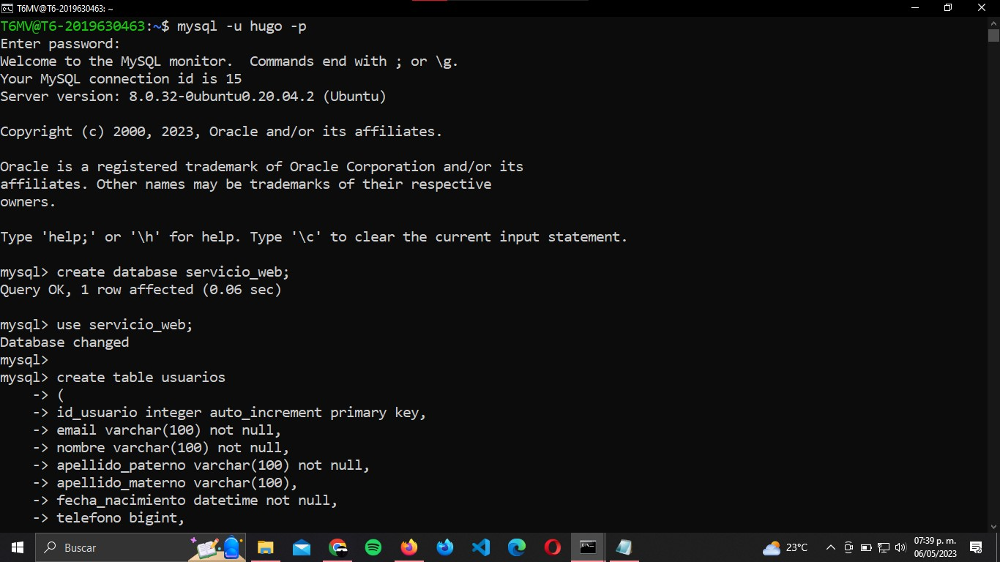 T6MV@T6-2019630463: ~
T6MV@T6-2019630463:~$ mysql -u hugo -p
Enter password:
Welcome to the MySQL monitor.  Commands end with ; or \g.
Your MySQL connection id is 15
Server version: 8.0.32-0ubuntu0.20.04.2 (Ubuntu)

Copyright (c) 2000, 2023, Oracle and/or its affiliates.

Oracle is a registered trademark of Oracle Corporation and/or its
affiliates. Other names may be trademarks of their respective
owners.

Type 'help;' or '\h' for help. Type '\c' to clear the current input statement.

mysql> create database servicio_web;
Query OK, 1 row affected (0.06 sec)

mysql> use servicio_web;
Database changed
mysql>
mysql> create table usuarios
    -> (
    -> id_usuario integer auto_increment primary key,
    -> email varchar(100) not null,
    -> nombre varchar(100) not null,
    -> apellido_paterno varchar(100) not null,
    -> apellido_materno varchar(100),
    -> fecha_nacimiento datetime not null,
    -> telefono bigint,
Buscar
23°C
07:39 p. m.
06/05/2023